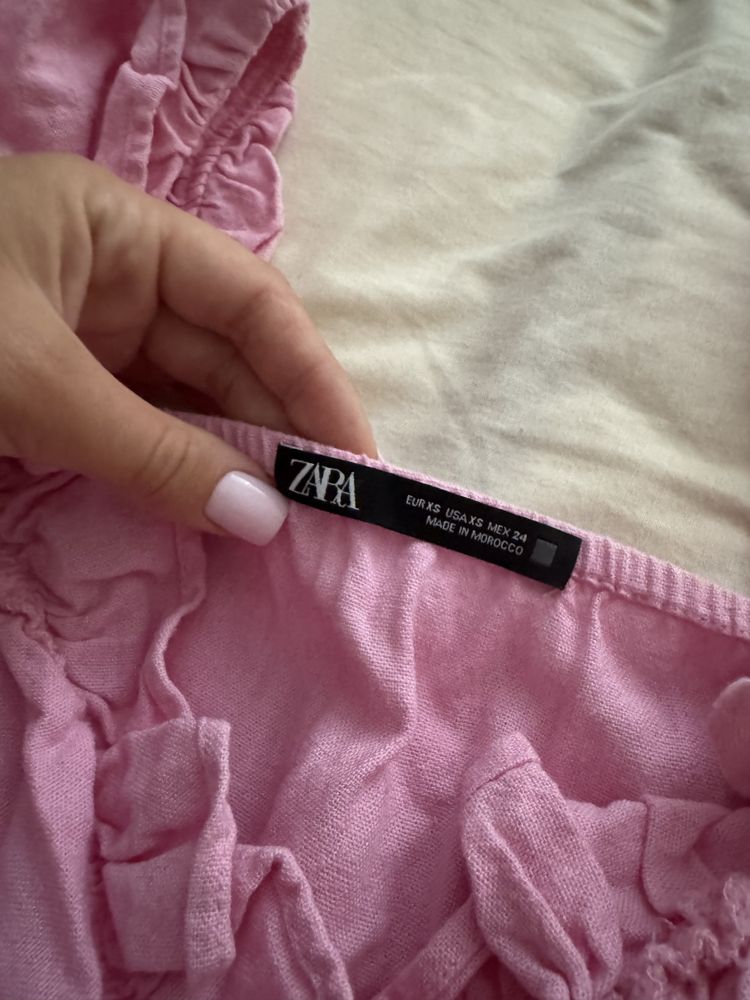 ZARA
EUR XS USA XS MEX 24
MADE IN MOROCCO